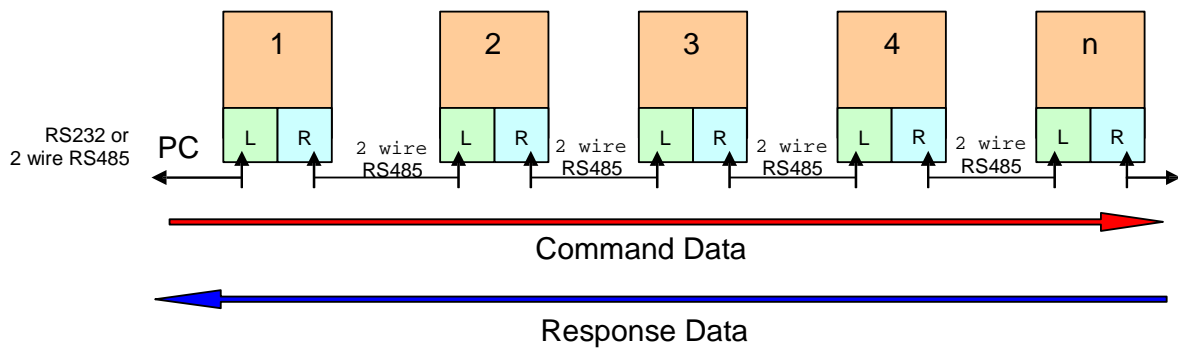 1 2 3 4 n
L R L R L R L R L R
RS232 or
2 wire RS485
PC
2 wire
RS485
2 wire
RS485
2 wire
RS485
2 wire
RS485
Command Data
Response Data